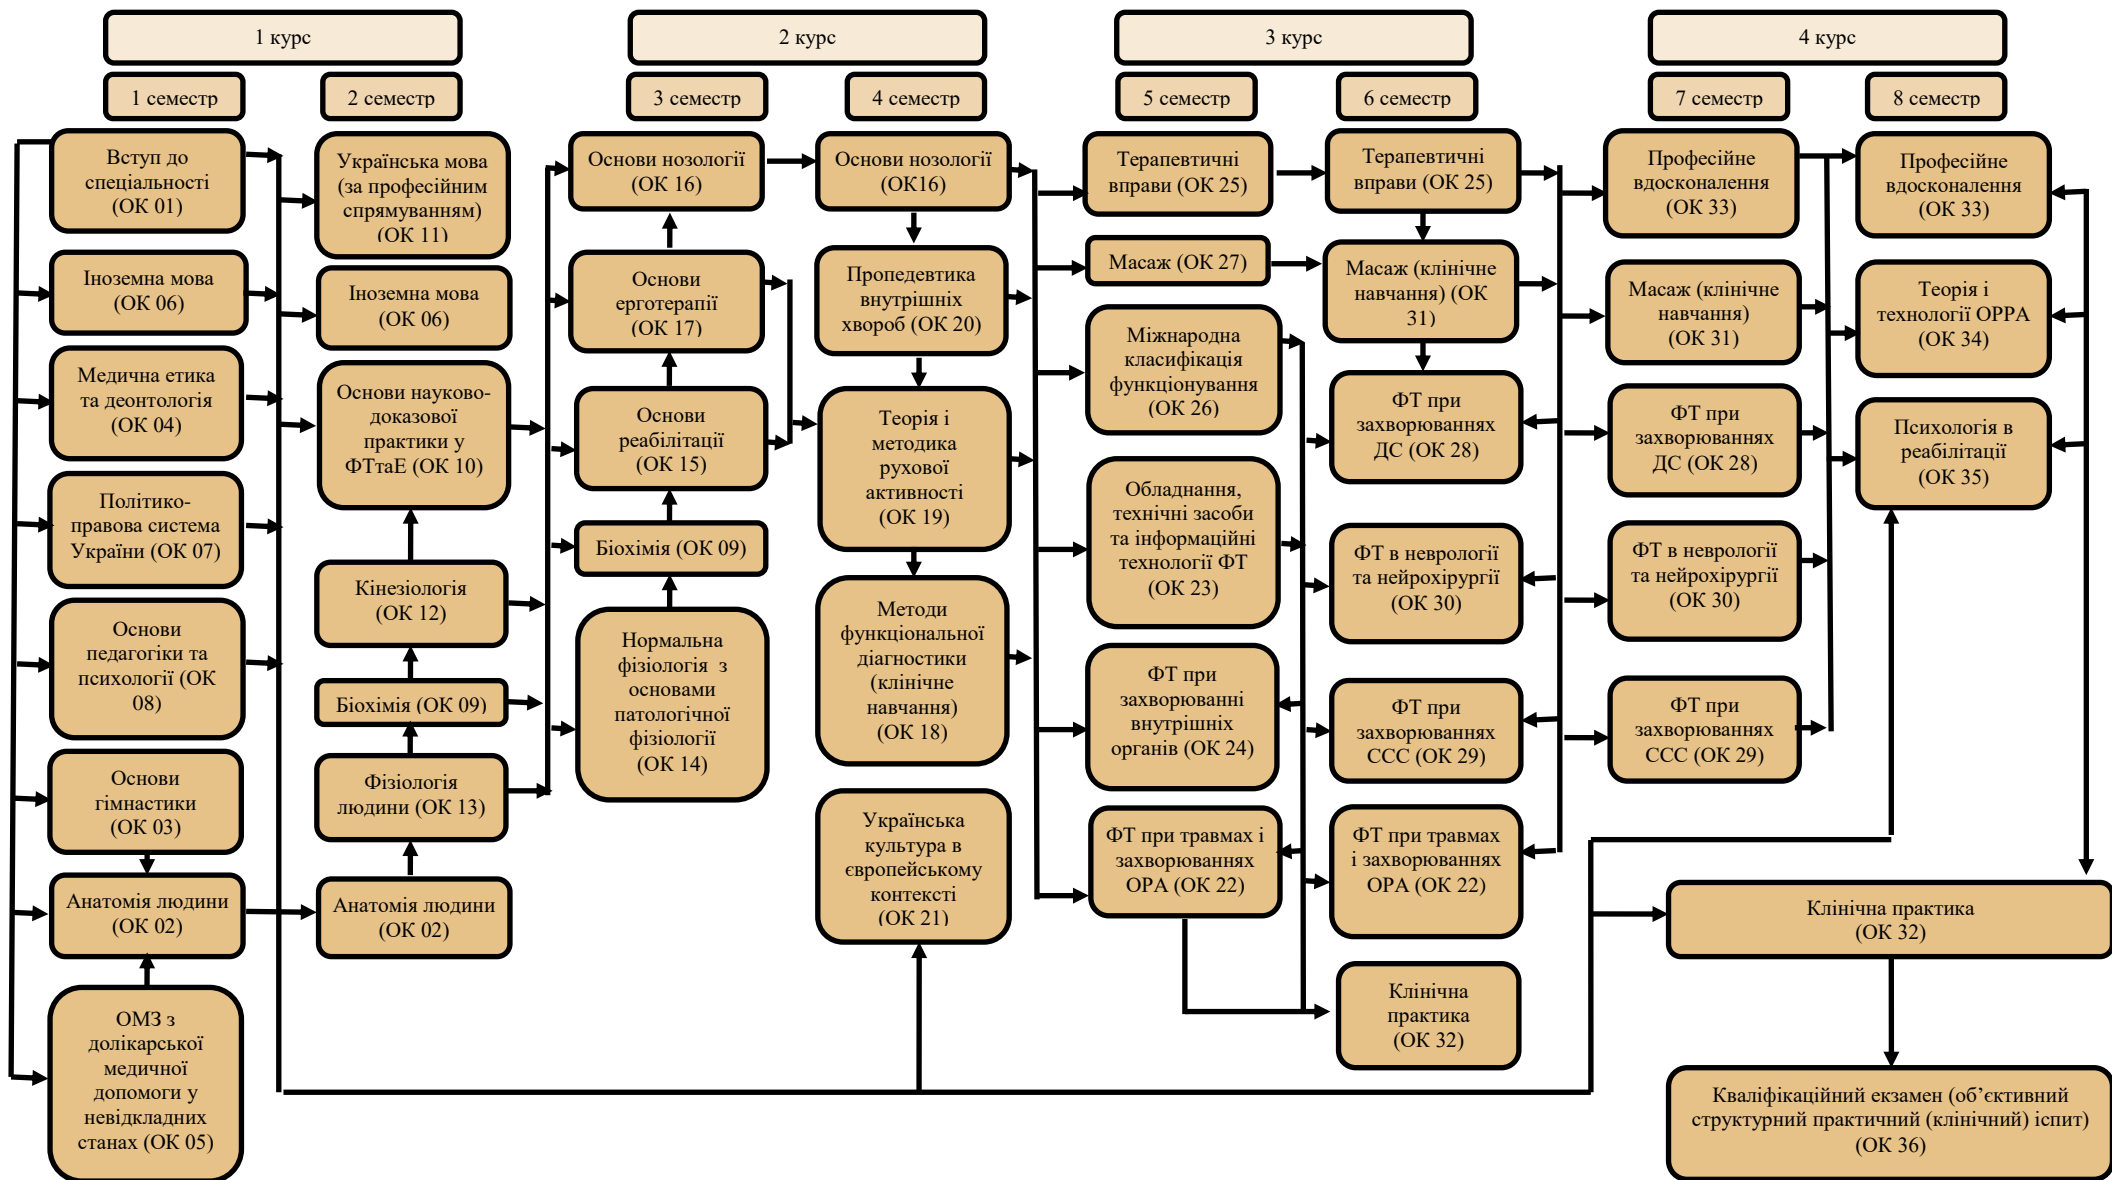 1 курс
2 курс
3 курс
4 курс
1 семестр
2 семестр
3 семестр
4 семестр
5 семестр
6 семестр
7 семестр
8 семестр
Вступ до
спеціальності
(ОК 01)
Іноземна мова
(ОК 06)
Медична етика
та деонтологія
(ОК 04)
Політико-
правова система
України (ОК 07)
Основи
педагогіки та
психології (ОК
08)
Основи
гімнастики
(ОК 03)
Анатомія людини
(ОК 02)
ОМЗ з
долікарської
медичної
допомоги у
невідкладних
станах (ОК 05)
Українська мова
(за професійним
спрямуванням)
(ОК 11)
Іноземна мова
(ОК 06)
Основи науково-
доказової
практики у
ФТтаЕ (ОК 10)
Кінезіологія
(ОК 12)
Біохімія (ОК 09)
Фізіологія
людини (ОК 13)
Анатомія людини
(ОК 02)
Основи нозології
(ОК 16)
Основи
ерготерапії
(ОК 17)
Основи
реабілітації
(ОК 15)
Біохімія (ОК 09)
Нормальна
фізіологія з
основами
патологічної
фізіології
(ОК 14)
Основи нозології
(ОК16)
Пропедевтика
внутрішніх
хвороб (ОК 20)
Теорія і
методика
рухової
активності
(ОК 19)
Методи
функціональної
діагностики
(клінічне
навчання)
(ОК 18)
Українська
культура в
європейському
контексті
(ОК 21)
Терапевтичні
вправи (ОК 25)
Масаж (ОК 27)
Міжнародна
класифікація
функціонування
(ОК 26)
Обладнання,
технічні засоби
та інформаційні
технології ФТ
(ОК 23)
ФТ при
захворюванні
внутрішніх
органів (ОК 24)
ФТ при травмах і
захворюваннях
ОРА (ОК 22)
Терапевтичні
вправи (ОК 25)
Масаж (клінічне
навчання) (ОК
31)
ФТ при
захворюваннях
ДС (ОК 28)
ФТ в неврології
та нейрохірургії
(ОК 30)
ФТ при
захворюваннях
ССС (ОК 29)
ФТ при травмах
і захворюваннях
ОРА (ОК 22)
Клінічна
практика
(ОК 32)
Професійне
вдосконалення
(ОК 33)
Масаж (клінічне
навчання)
(ОК 31)
ФТ при
захворюваннях
ДС (ОК 28)
ФТ в неврології
та нейрохірургії
(ОК 30)
ФТ при
захворюваннях
ССС (ОК 29)
Професійне
вдосконалення
(ОК 33)
Теорія і
технології ОРРА
(ОК 34)
Психологія в
реабілітації
(ОК 35)
Клінічна практика
(ОК 32)
Кваліфікаційний екзамен (об’єктивний
структурний практичний (клінічний) іспит)
(ОК 36)